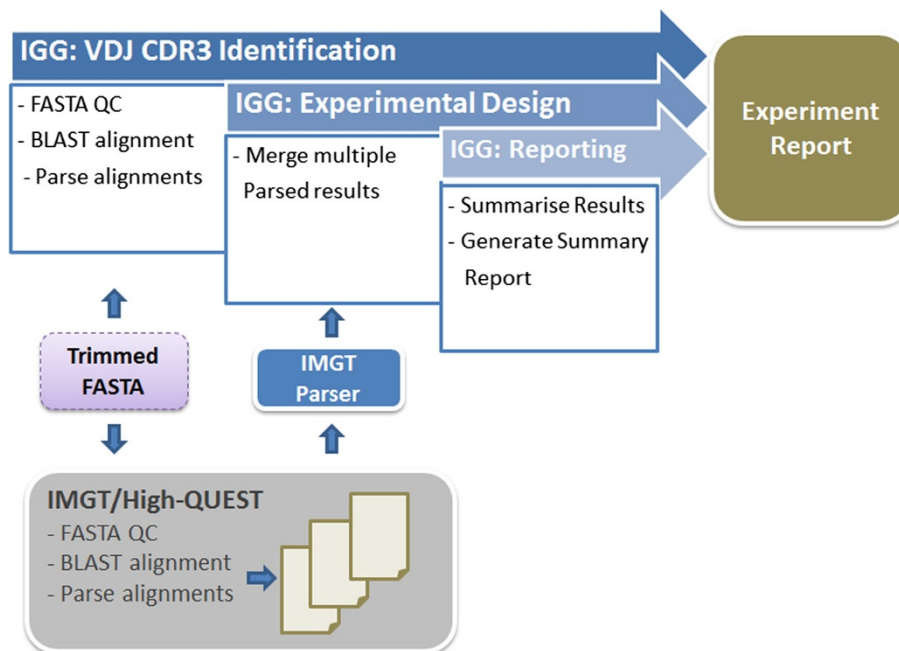 IGG: VDJ CDR3 Identification
- FASTA QC
- BLAST alignment
- Parse alignments
IGG: Experimental Design
- Merge multiple
Parsed results
IGG: Reporting
- Summarise Results
- Generate Summary
Report
Experiment
Report
Trimmed
FASTA
IMGT
Parser
IMGT/High-QUEST
- FASTA QC
- BLAST alignment
- Parse alignments